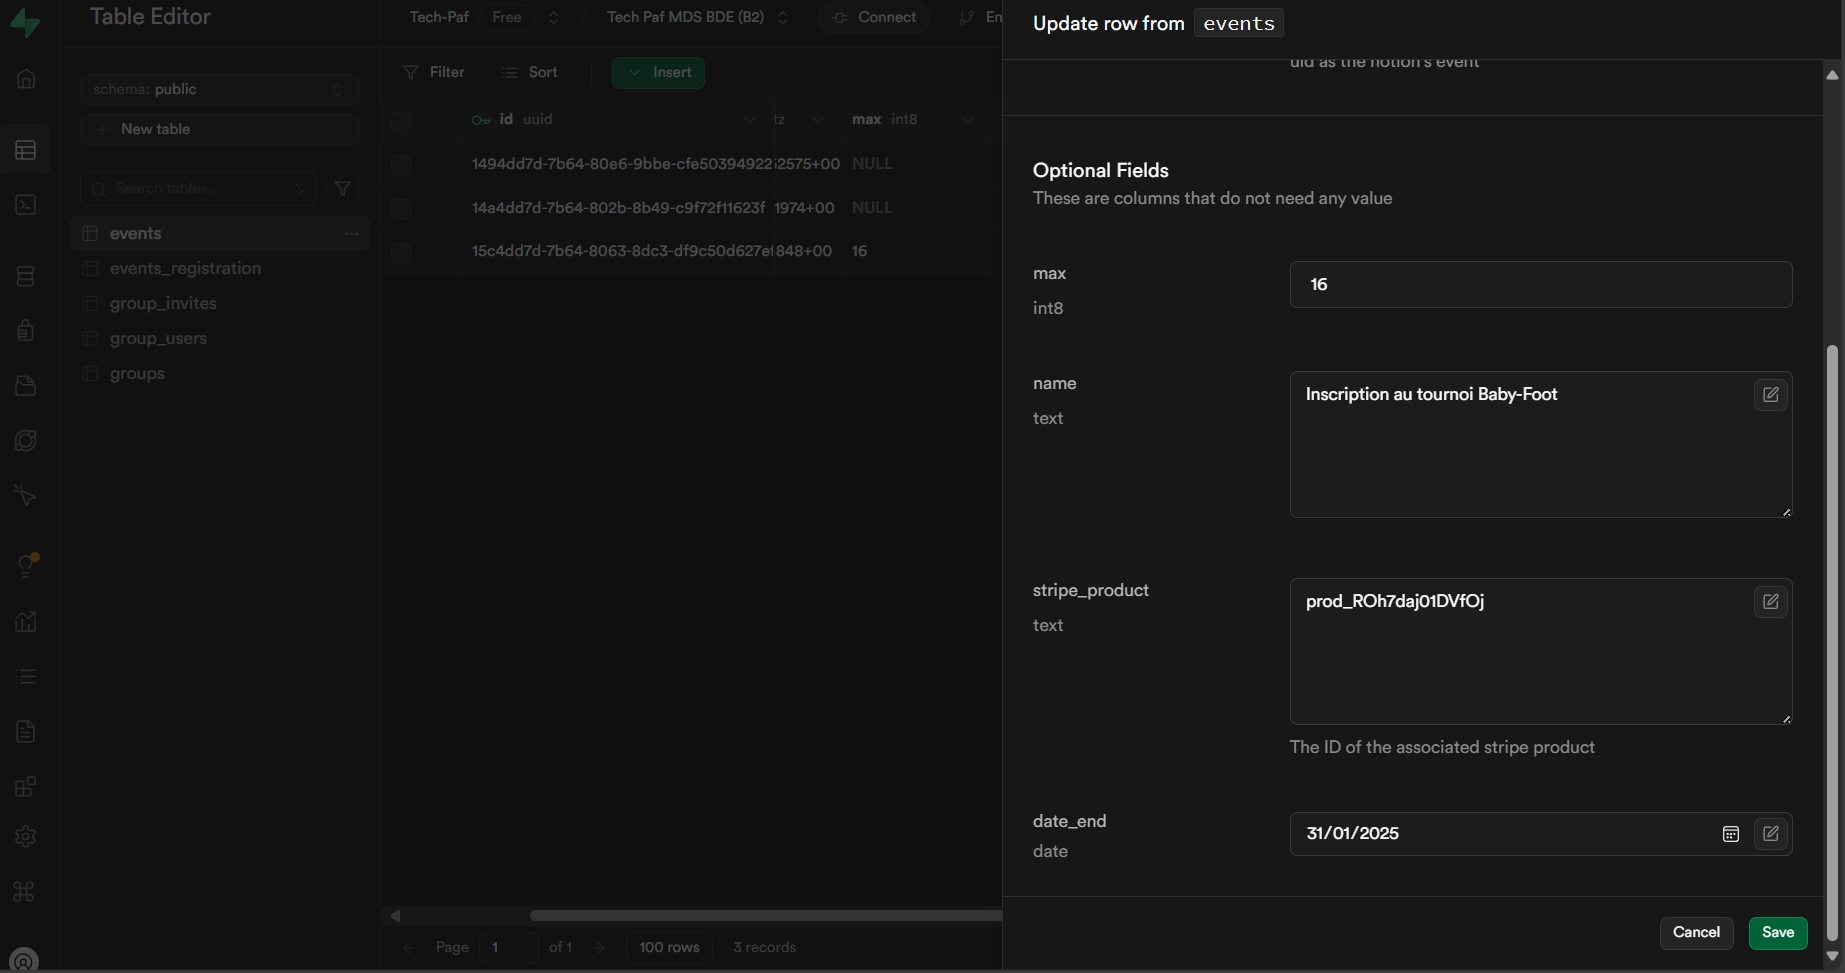 Table Editor
Tech-Paf Free / Tech Paf MDS BDE (B2) Connect
Update row from events
schema: public
New table
Search tables...
events
events_registration
group_invites
group_users
groups
Filter Sort Insert
id uuid tz max int8
1494dd7d-7b64-80e6-9bbe-cfe5039492 2575+00 NULL
14a4dd7d-7b64-802b-8b49-c9f72f11623f 1974+00 NULL
15c4dd7d-7b64-8063-8dc3-df9c50d627e 848+00 16
Page 1 of 1 100 rows 3 records
uid as the notion's event
Optional Fields
These are columns that do not need any value
max
int8
16
name
text
Inscription au tournoi Baby-Foot
stripe_product
text
prod_ROh7daj01DVfOj
The ID of the associated stripe product
date_end
date
31/01/2025
Cancel Save